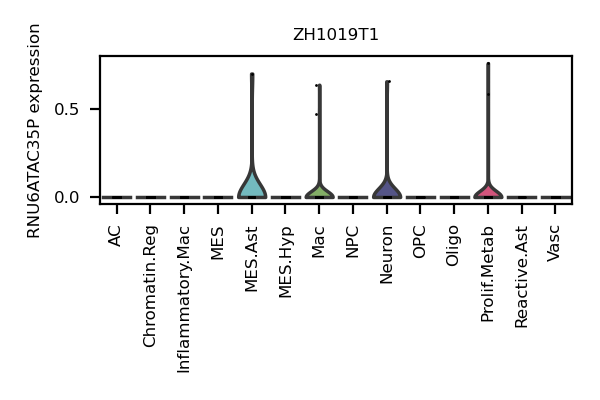 ZH1019T1
RNU6ATAC35P expression
0.5
0.0
AC
Chromatin.Reg
Inflammatory.Mac
MES
MES.Ast
MES.Hyp
Mac
NPC
Neuron
OPC
Oligo
Prolif.Metab
Reactive.Ast
Vasc